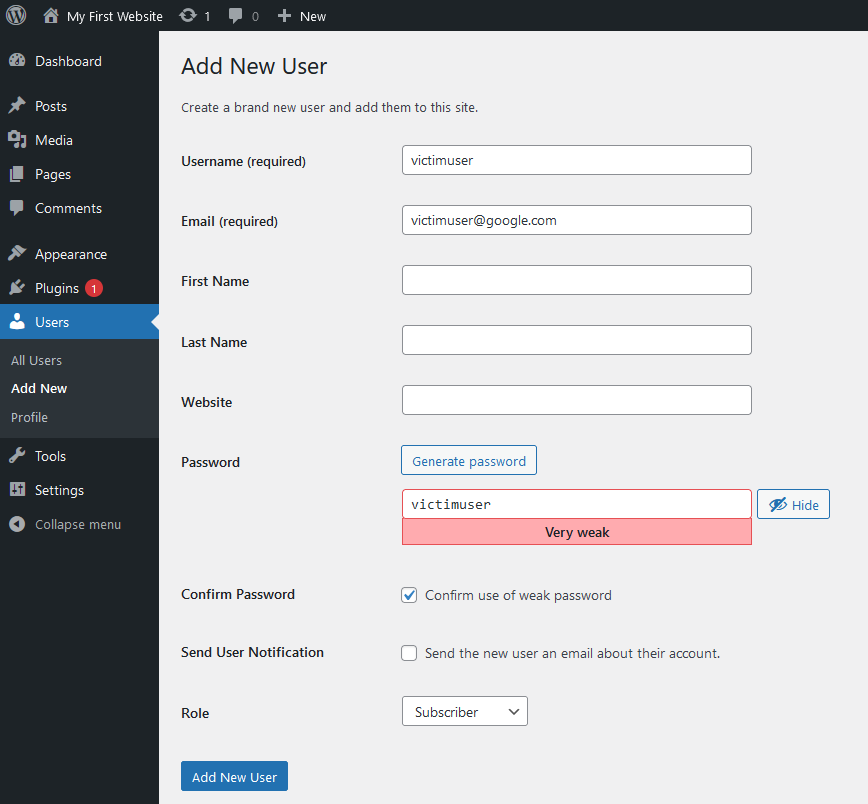 My First Website 1 0 New
Dashboard
Posts
Media
Pages
Comments
Appearance
Plugins 1
Users
All Users
Add New
Profile
Tools
Settings
Collapse menu
Add New User
Create a brand new user and add them to this site.
Username (required) victimuser
Email (required) victimuser@google.com
First Name
Last Name
Website
Password Generate password
victimuser Hide
Very weak
Confirm Password Confirm use of weak password
Send User Notification Send the new user an email about their account.
Role Subscriber
Add New User